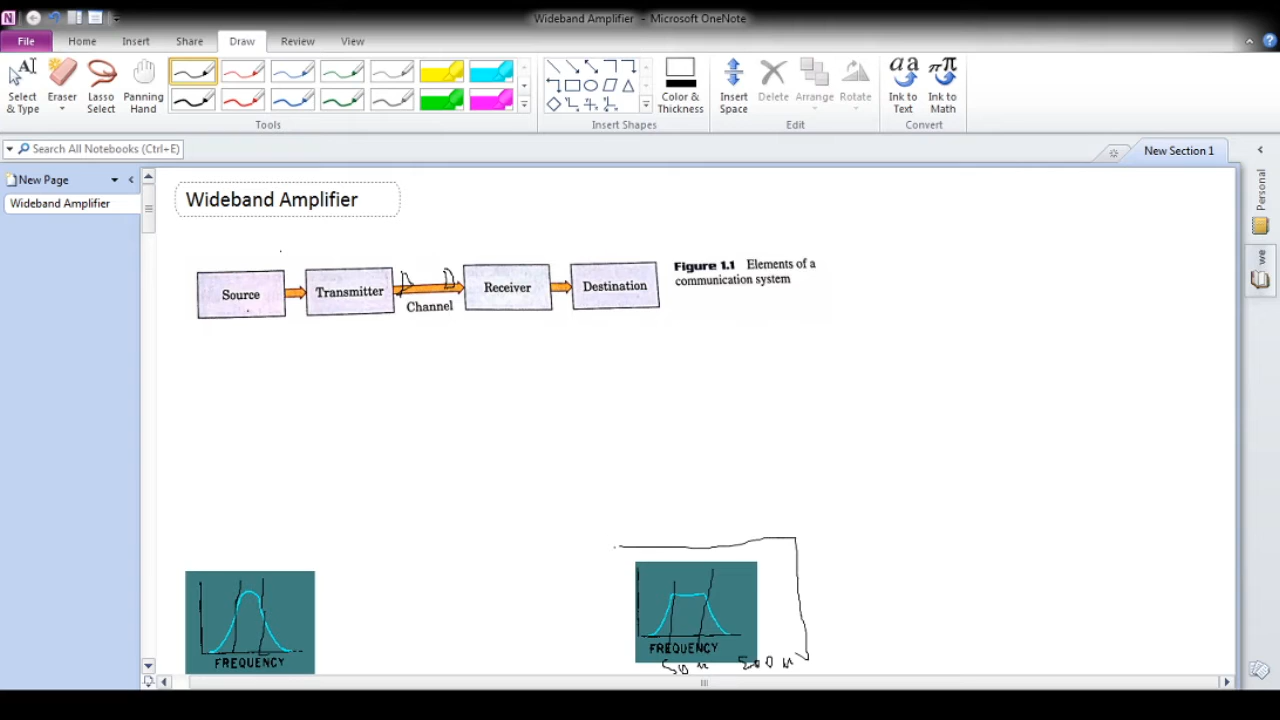 Wideband Amplifier - Microsoft OneNote
File Home Insert Share Draw Review View
Select & Type
Eraser
Lasso Select
Panning Hand
Color & Thickness
Insert Space
Delete
Arrange
Rotate
Ink to Text
Ink to Math
Tools
Insert Shapes
Edit
Convert
Search All Notebooks (Ctrl+E)
New Section 1
New Page
Wideband Amplifier
Wideband Amplifier
Personal
we
Figure 1.1 Elements of a
communication system
Source
Transmitter
Channel
Receiver
Destination
FREQUENCY
FREQUENCY